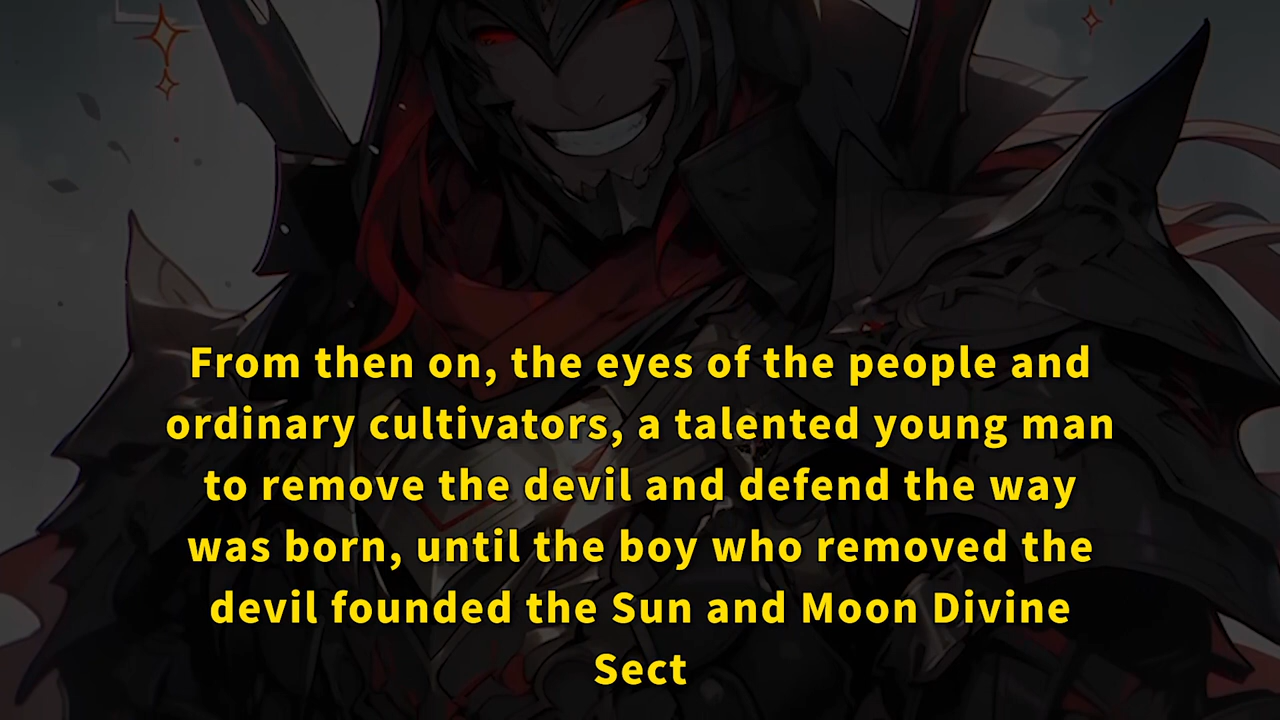 From then on, the eyes of the people and
ordinary cultivators, a talented young man
to remove the devil and defend the way
was born, until the boy who removed the
devil founded the Sun and Moon Divine
Sect